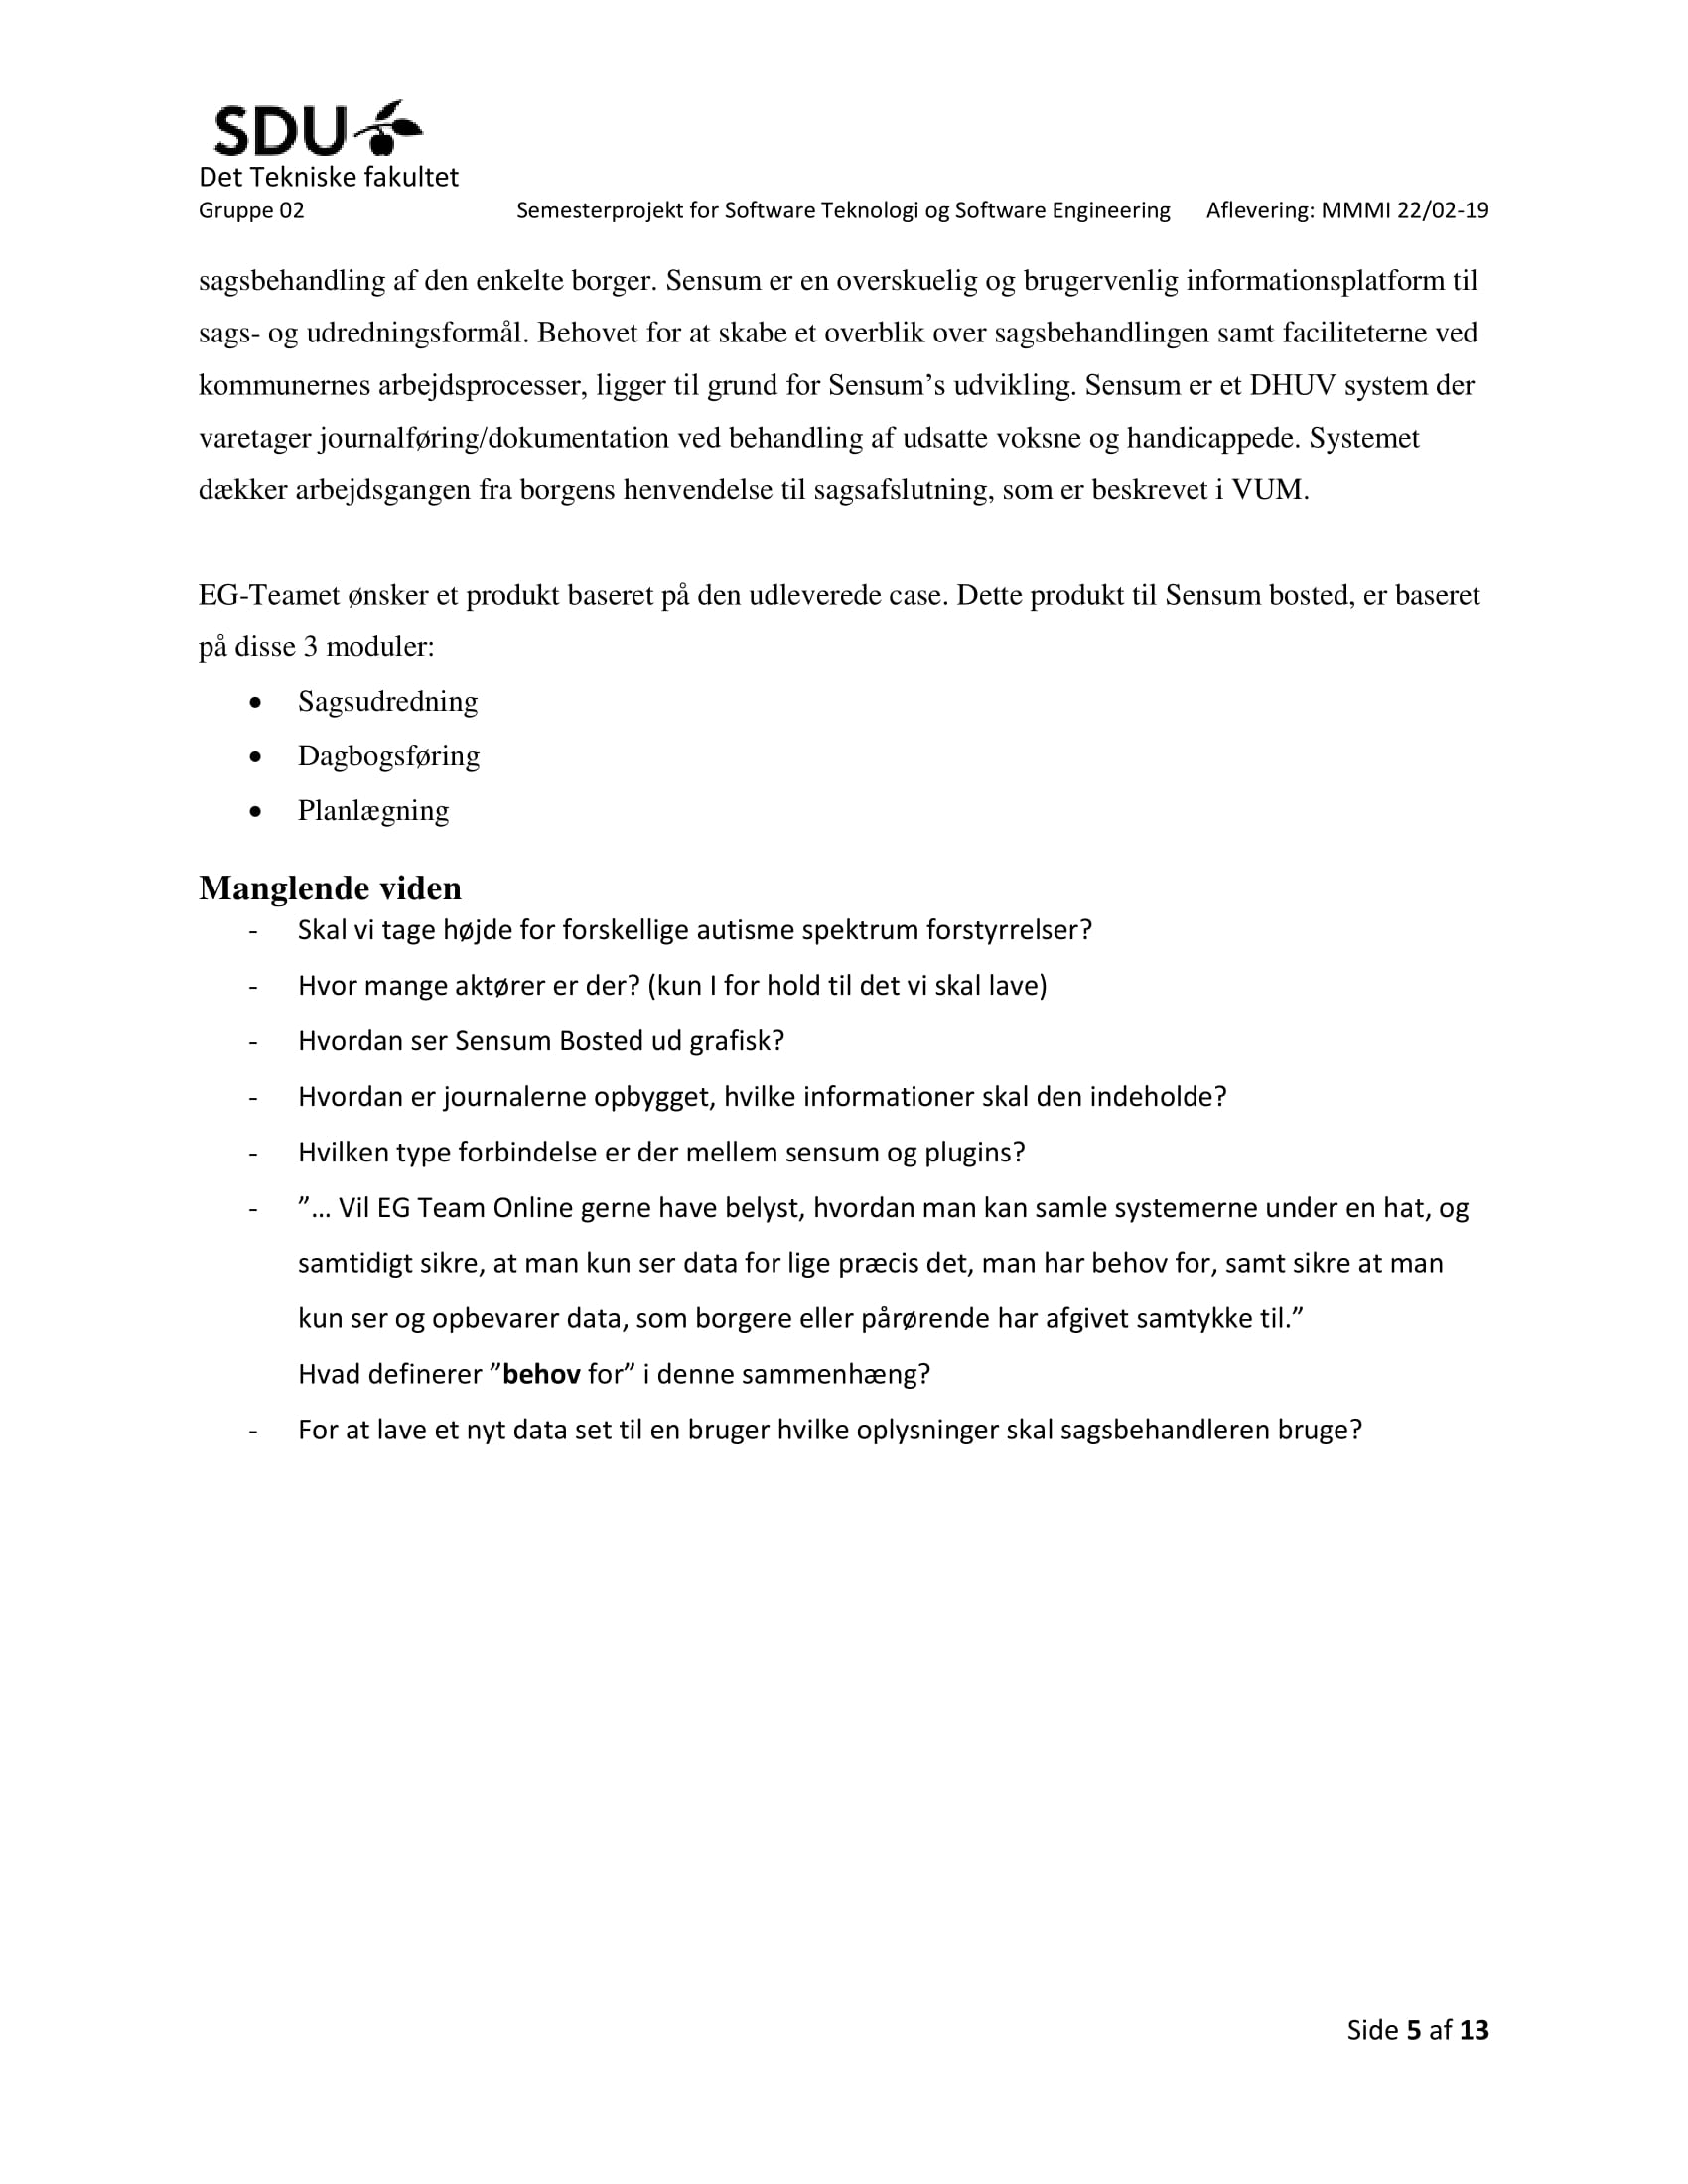 SDU
Det Tekniske fakultet
Gruppe 02 Semesterprojekt for Software Teknologi og Software Engineering Aflevering: MMMI 22/02-19
sagsbehandling af den enkelte borger. Sensum er en overskuelig og brugervenlig informationsplatform til
sags- og udredningsformål. Behovet for at skabe et overblik over sagsbehandlingen samt faciliteterne ved
kommunernes arbejdsprocesser, ligger til grund for Sensum’s udvikling. Sensum er et DHUV system der
varetager journalføring/dokumentation ved behandling af udsatte voksne og handicappede. Systemet
dækker arbejdsgangen fra borgens henvendelse til sagsafslutning, som er beskrevet i VUM.
EG-Teamet ønsker et produkt baseret på den udleverede case. Dette produkt til Sensum bosted, er baseret
på disse 3 moduler:
• Sagsudredning
• Dagbogsføring
• Planlægning
Manglende viden
- Skal vi tage højde for forskellige autisme spektrum forstyrrelser?
- Hvor mange aktører er der? (kun I for hold til det vi skal lave)
- Hvordan ser Sensum Bosted ud grafisk?
- Hvordan er journalerne opbygget, hvilke informationer skal den indeholde?
- Hvilken type forbindelse er der mellem sensum og plugins?
- ”… Vil EG Team Online gerne have belyst, hvordan man kan samle systemerne under en hat, og
samtidigt sikre, at man kun ser data for lige præcis det, man har behov for, samt sikre at man
kun ser og opbevarer data, som borgere eller pårørende har afgivet samtykke til.”
Hvad definerer ”behov for” i denne sammenhæng?
- For at lave et nyt data set til en bruger hvilke oplysninger skal sagsbehandleren bruge?
Side 5 af 13